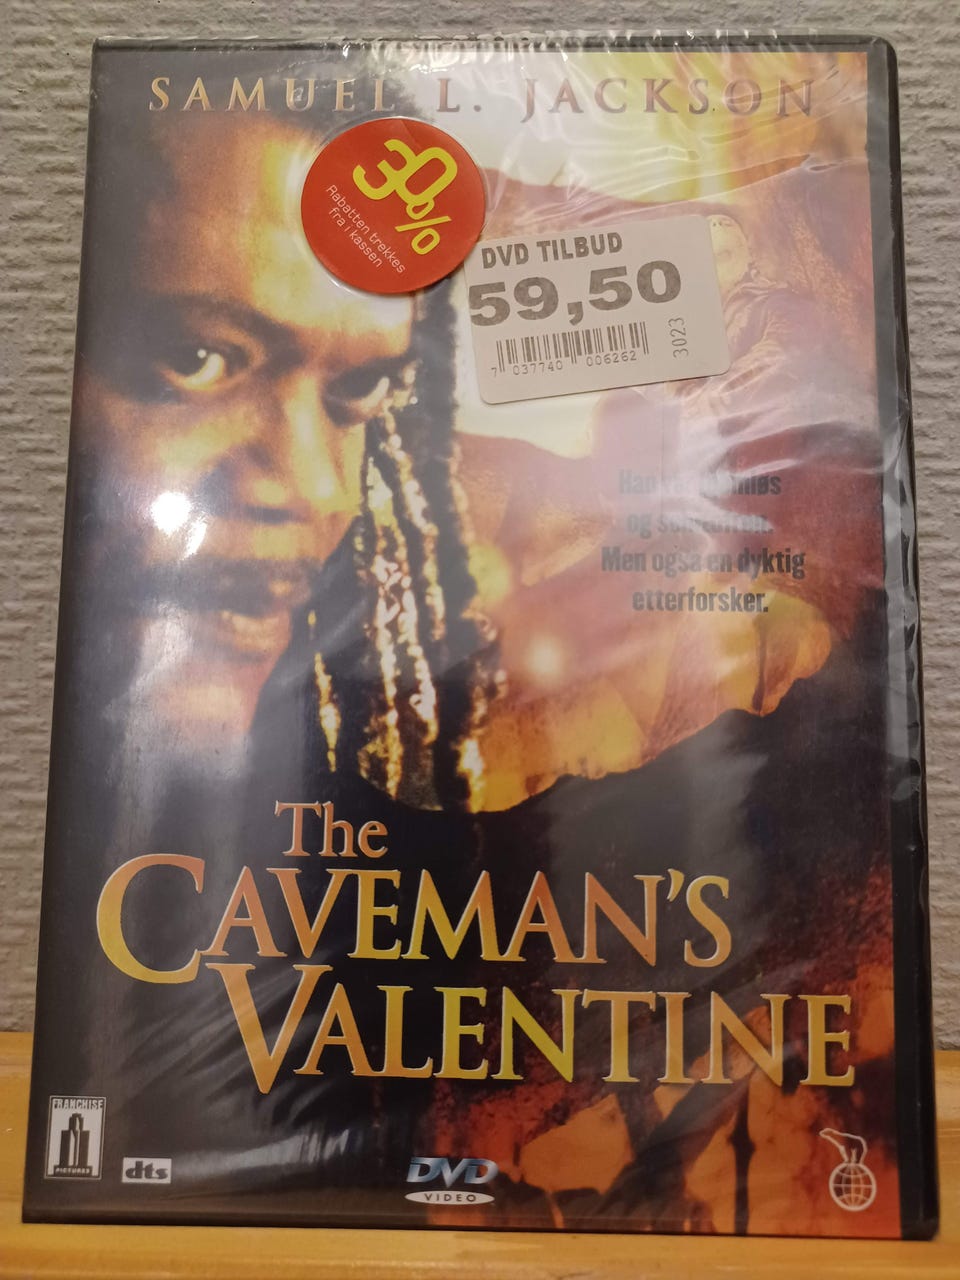 SAMUEL L. JACKSON
30%
Rabatten trekkes
fra i kassen
DVD TILBUD
59,50
7 037740 006262
3023
Han
og
Men også en dyktig
etterforsker.
The
CAVEMAN'S
VALENTINE
FRANCHISE
PICTURES
dts
DVD
VIDEO